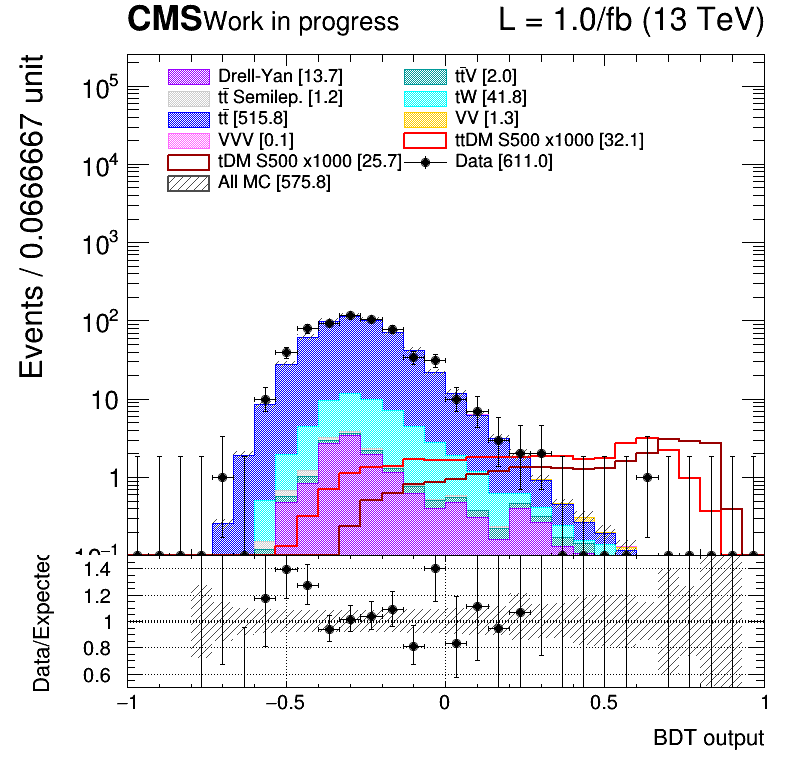 CMS Work in progress L = 1.0/fb (13 TeV)
Events / 0.0666667 unit
10⁵
10⁴
10³
10²
10
1
10⁻¹
Drell-Yan [13.7] tt̄V [2.0]
tt̄ Semilep. [1.2] tW [41.8]
tt̄ [515.8] VV [1.3]
VVV [0.1] ttDM S500 x1000 [32.1]
tDM S500 x1000 [25.7] Data [611.0]
All MC [575.8]
Data/Expected
1.4
1.2
1
0.8
0.6
−1 −0.5 0 0.5 1
BDT output